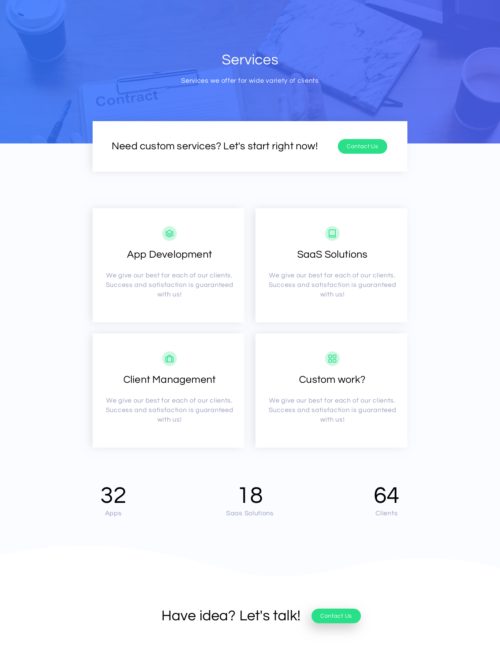 Services
Services we offer for wide variety of clients.
Contract
Need custom services? Let's start right now!
Contact Us
App Development
We give our best for each of our clients.
Success and satisfaction is guaranteed
with us!
SaaS Solutions
We give our best for each of our clients.
Success and satisfaction is guaranteed
with us!
Client Management
We give our best for each of our clients.
Success and satisfaction is guaranteed
with us!
Custom work?
We give our best for each of our clients.
Success and satisfaction is guaranteed
with us!
32
Apps
18
Saas Solutions
64
Clients
Have idea? Let's talk!
Contact Us